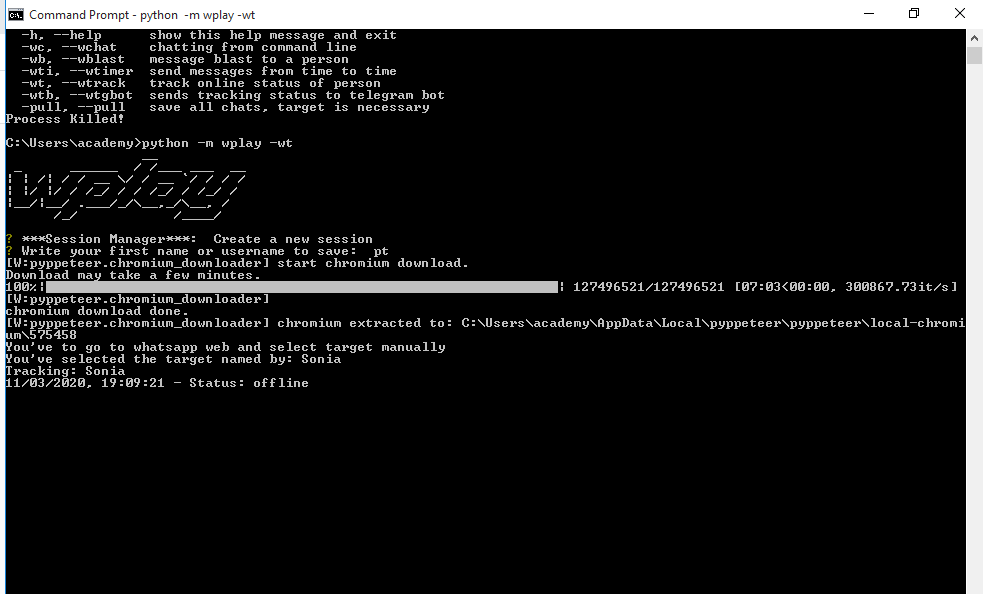 Command Prompt - python -m wplay -wt
-h, --help show this help message and exit
-wc, --wchat chatting from command line
-wb, --wblast message blast to a person
-wti, --wtimer send messages from time to time
-wt, --wtrack track online status of person
-wtb, --wtgbot sends tracking status to telegram bot
-pull, --pull save all chats, target is necessary
Process Killed!
C:\Users\academy>python -m wplay -wt
wplay
? ***Session Manager***: Create a new session
? Write your first name or username to save: pt
[W:pyppeteer.chromium_downloader] start chromium download.
Download may take a few minutes.
100%| | 127496521/127496521 [07:03<00:00, 300867.73it/s]
[W:pyppeteer.chromium_downloader]
chromium download done.
[W:pyppeteer.chromium_downloader] chromium extracted to: C:\Users\academy\AppData\Local\pyppeteer\pyppeteer\local-chromi
um\575458
You've to go to whatsapp web and select target manually
You've selected the target named by: Sonia
Tracking: Sonia
11/03/2020, 19:09:21 - Status: offline